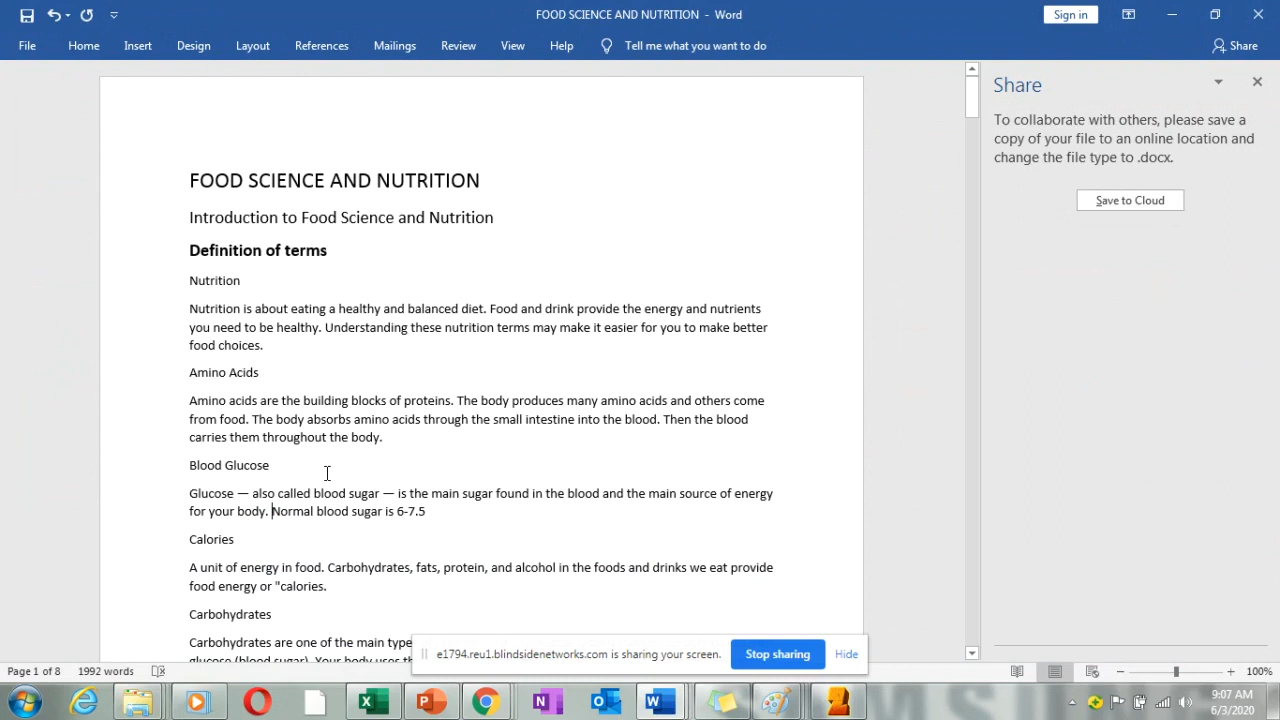 FOOD SCIENCE AND NUTRITION - Word
Sign in
File Home Insert Design Layout References Mailings Review View Help Tell me what you want to do Share
FOOD SCIENCE AND NUTRITION
Introduction to Food Science and Nutrition
Definition of terms
Nutrition
Nutrition is about eating a healthy and balanced diet. Food and drink provide the energy and nutrients
you need to be healthy. Understanding these nutrition terms may make it easier for you to make better
food choices.
Amino Acids
Amino acids are the building blocks of proteins. The body produces many amino acids and others come
from food. The body absorbs amino acids through the small intestine into the blood. Then the blood
carries them throughout the body.
Blood Glucose
Glucose — also called blood sugar — is the main sugar found in the blood and the main source of energy
for your body. Normal blood sugar is 6-7.5
Calories
A unit of energy in food. Carbohydrates, fats, protein, and alcohol in the foods and drinks we eat provide
food energy or "calories.
Carbohydrates
Carbohydrates are one of the main type
glucose (blood sugar). Your body uses
Share
To collaborate with others, please save a
copy of your file to an online location and
change the file type to .docx.
Save to Cloud
e1794.reu1.blindsidenetworks.com is sharing your screen.
Stop sharing
Hide
Page 1 of 8
1992 words
100%
9:07 AM
6/3/2020